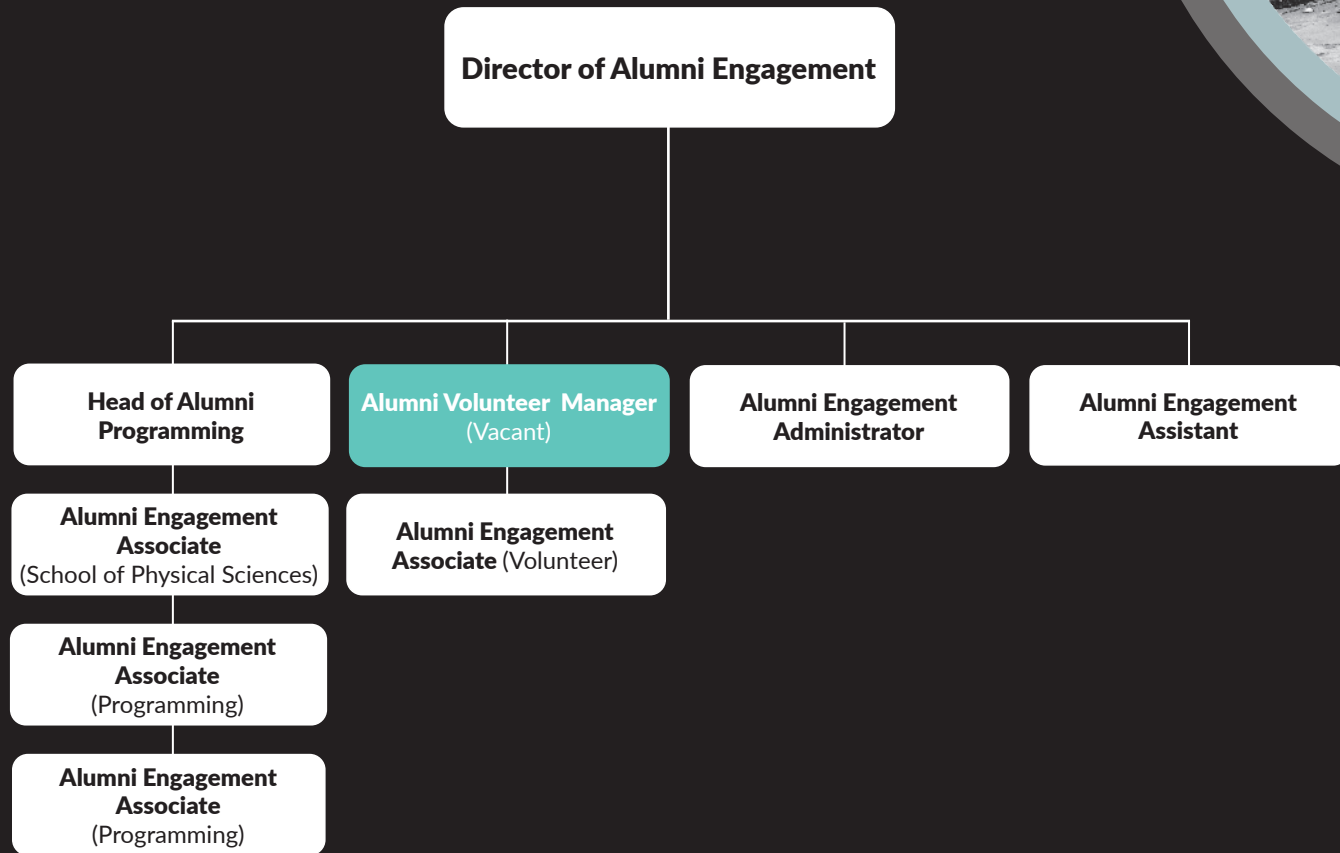 Director of Alumni Engagement
Head of Alumni
Programming
Alumni Volunteer Manager
(Vacant)
Alumni Engagement
Administrator
Alumni Engagement
Assistant
Alumni Engagement
Associate
(School of Physical Sciences)
Alumni Engagement
Associate (Volunteer)
Alumni Engagement
Associate
(Programming)
Alumni Engagement
Associate
(Programming)